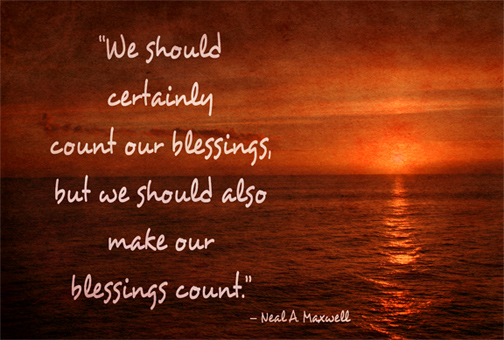 "We should
certainly
count our blessings,
but we should also
make our
blessings count."
– Neal A Maxwell